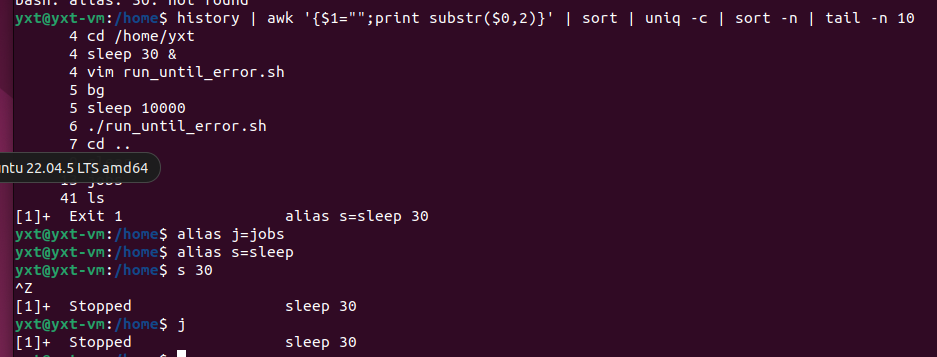 bash: alias: 30: not found
yxt@yxt-vm:/home$ history | awk '{$1="";print substr($0,2)}' | sort | uniq -c | sort -n | tail -n 10
      4 cd /home/yxt
      4 sleep 30 &
      4 vim run_until_error.sh
      5 bg
      5 sleep 10000
      6 ./run_until_error.sh
      7 cd ..
ntu 22.04.5 LTS amd64
jobs
     41 ls
[1]+  Exit 1                  alias s=sleep 30
yxt@yxt-vm:/home$ alias j=jobs
yxt@yxt-vm:/home$ alias s=sleep
yxt@yxt-vm:/home$ s 30
^Z
[1]+  Stopped                 sleep 30
yxt@yxt-vm:/home$ j
[1]+  Stopped                 sleep 30
yxt@yxt-vm:/home$